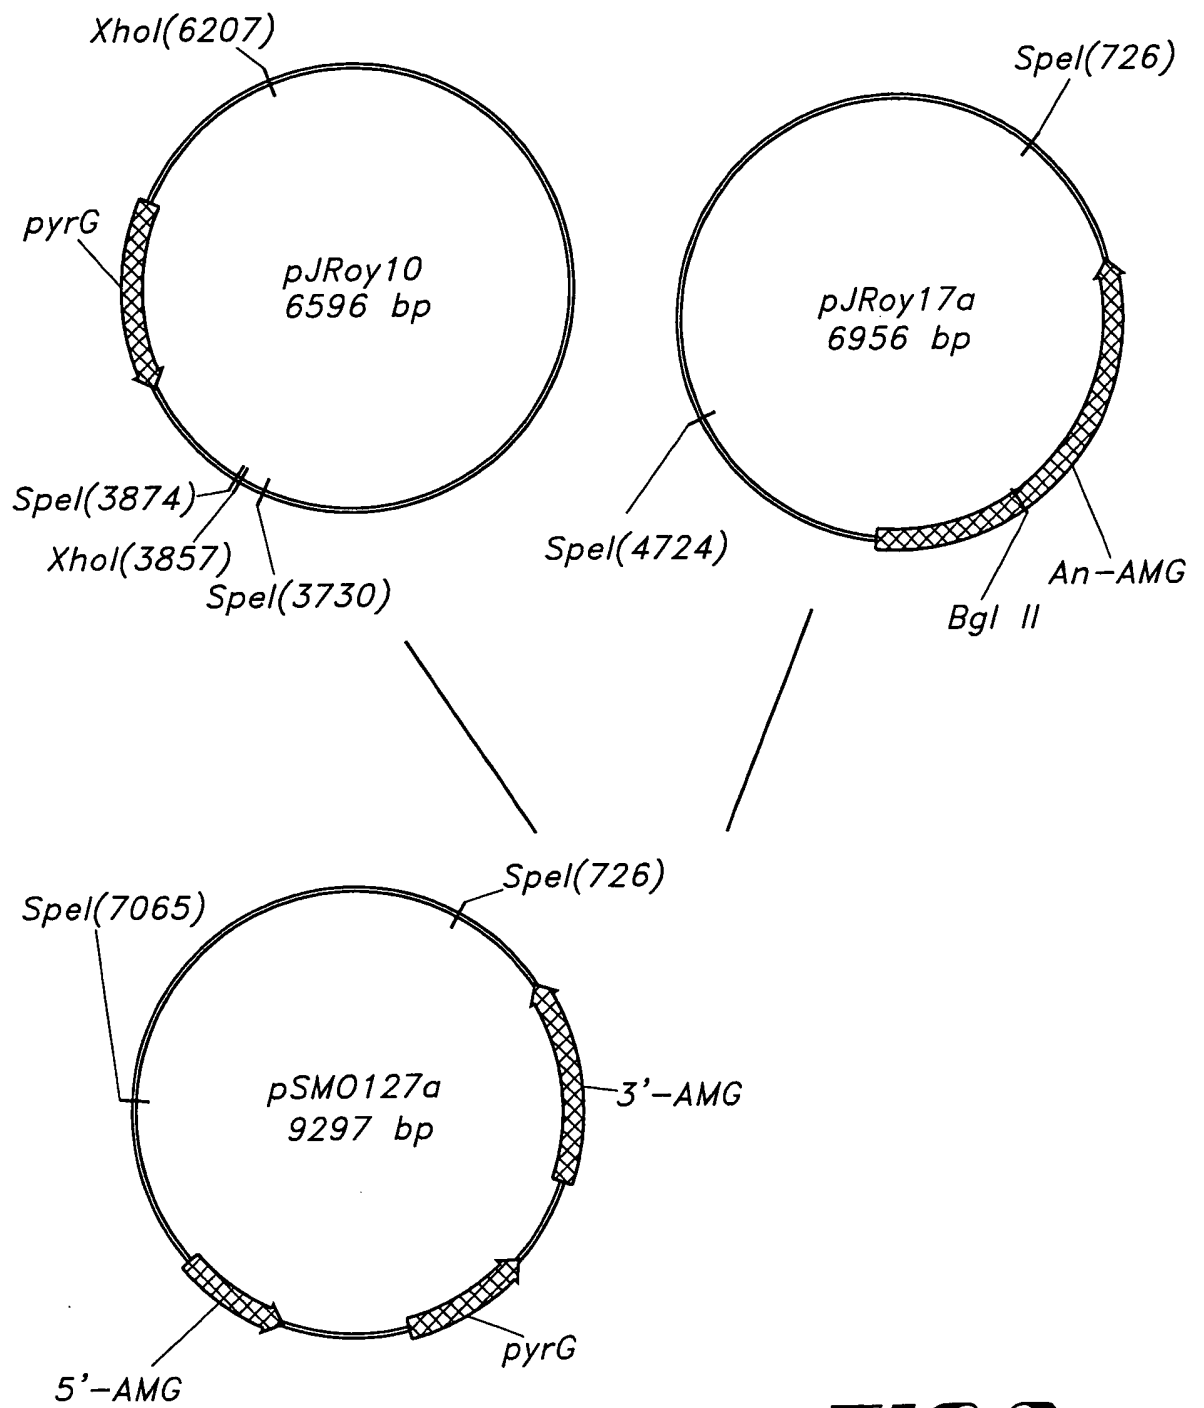 XhoI(6207)
SpeI(726)
pyrG
pJRoy10
6596 bp
pJRoy17a
6956 bp
SpeI(3874)
XhoI(3857)
SpeI(3730)
SpeI(4724)
An-AMG
Bgl II
SpeI(726)
SpeI(7065)
pSMO127a
9297 bp
3'-AMG
pyrG
5'-AMG